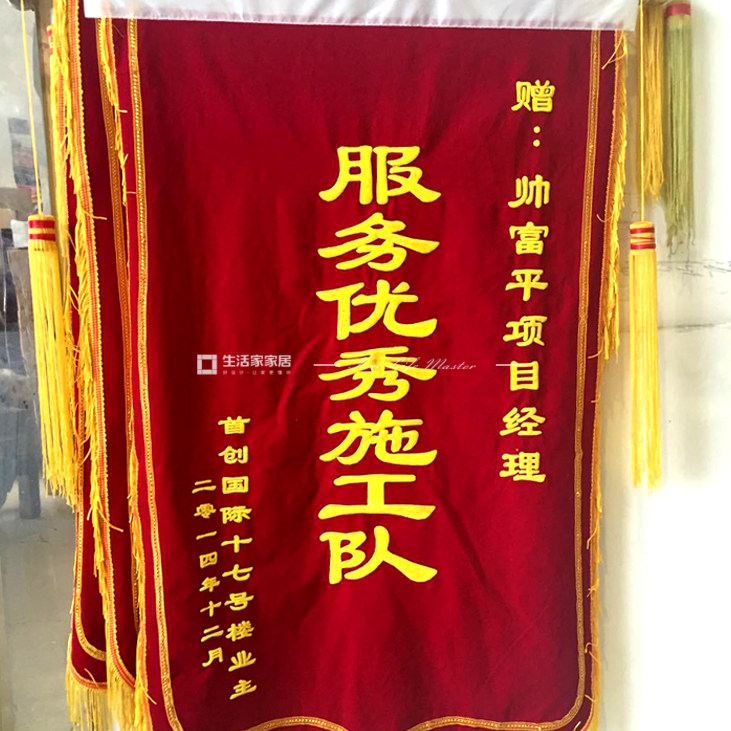 赠：帅富平项目经理
服务优秀施工队
首创国际十七号楼业主
二零一四年十二月
生活家家居
Master